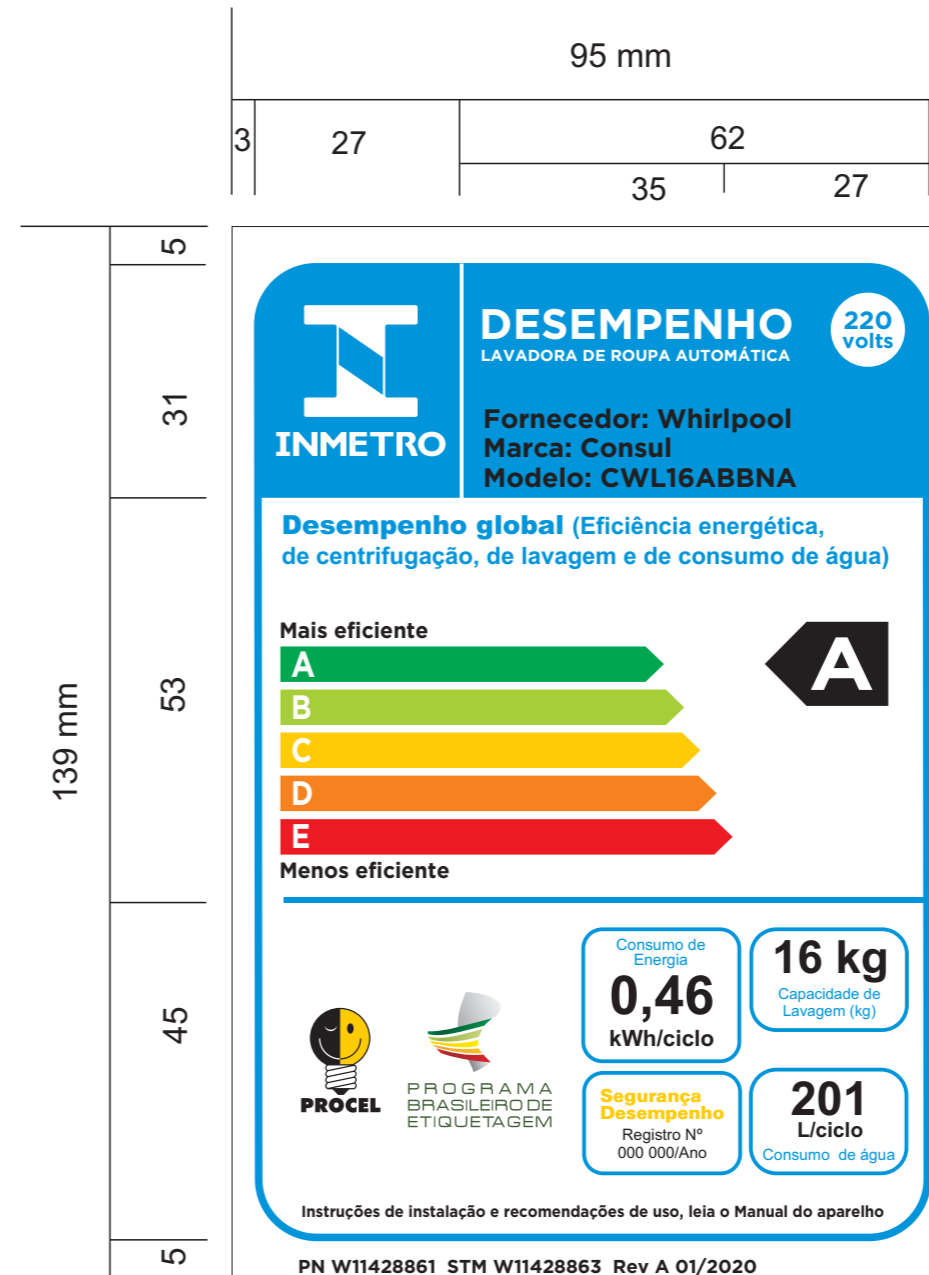 95 mm
3
27
62
35
27
139 mm
5
31
53
45
5
INMETRO
DESEMPENHO
LAVADORA DE ROUPA AUTOMÁTICA
220
volts
Fornecedor: Whirlpool
Marca: Consul
Modelo: CWL16ABBNA
Desempenho global (Eficiência energética,
de centrifugação, de lavagem e de consumo de água)
Mais eficiente
A
A
B
C
D
E
Menos eficiente
PROCEL
PROGRAMA
BRASILEIRO DE
ETIQUETAGEM
Consumo de
Energia
0,46
kWh/ciclo
16 kg
Capacidade de
Lavagem (kg)
Segurança
Desempenho
Registro Nº
000 000/Ano
201
L/ciclo
Consumo de água
Instruções de instalação e recomendações de uso, leia o Manual do aparelho
PN W11428861 STM W11428863 Rev A 01/2020